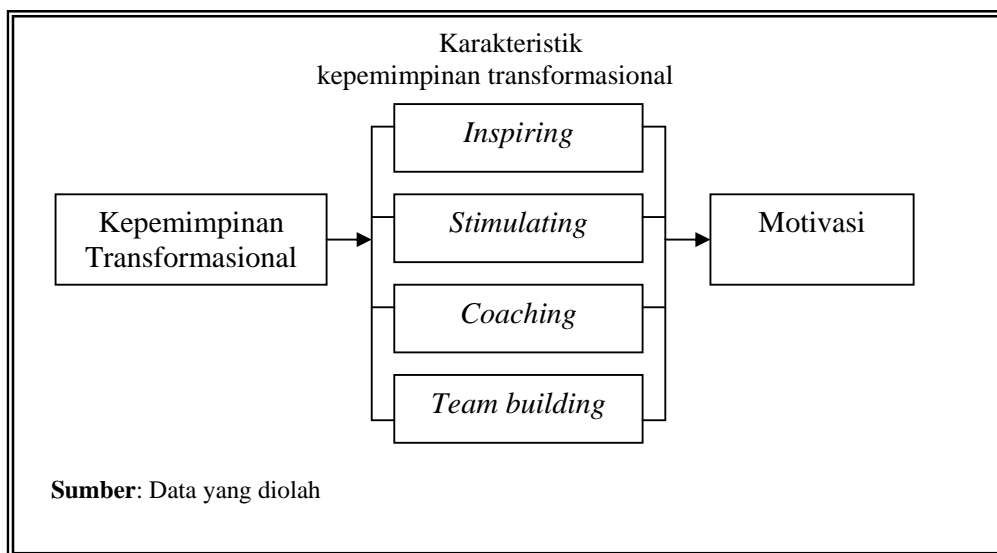 Karakteristik
kepemimpinan transformasional
Inspiring
Kepemimpinan
Transformasional
Stimulating
Motivasi
Coaching
Team building
Sumber: Data yang diolah